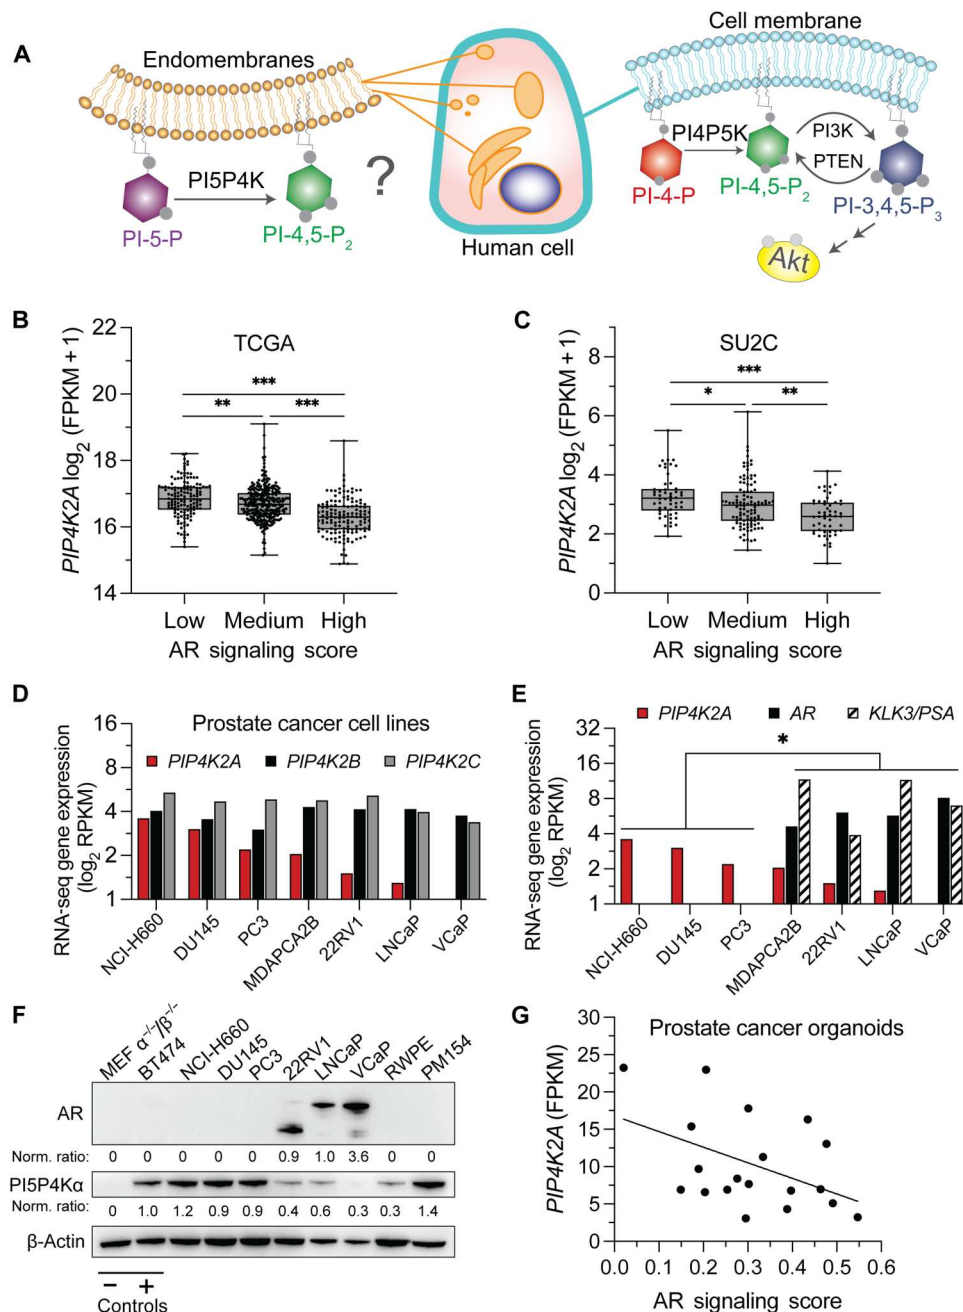 A
Endomembranes
Cell membrane
PI5P4K
PI-5-P
PI-4,5-P2
?
Human cell
PI4P5K
PI3K
PTEN
PI-4-P
PI-4,5-P2
PI-3,4,5-P3
Akt
B
TCGA
PIP4K2A log2 (FPKM + 1)
22
20
18
16
14
***
** ***
Low Medium High
AR signaling score
C
SU2C
PIP4K2A log2 (FPKM + 1)
8
6
4
2
0
***
* **
Low Medium High
AR signaling score
D
Prostate cancer cell lines
PIP4K2A PIP4K2B PIP4K2C
RNA-seq gene expression
(log2 RPKM)
16
8
4
2
1
NCI-H660 DU145 PC3 MDAPCA2B 22RV1 LNCaP VCaP
E
PIP4K2A AR KLK3/PSA
*
RNA-seq gene expression
(log2 RPKM)
32
16
8
4
2
1
NCI-H660 DU145 PC3 MDAPCA2B 22RV1 LNCaP VCaP
F
MEF α−/−/β−/− BT474 NCI-H660 DU145 PC3 22RV1 LNCaP VCaP RWPE PM154
AR
Norm. ratio: 0 0 0 0 0 0.9 1.0 3.6 0 0
PI5P4Kα
Norm. ratio: 0 1.0 1.2 0.9 0.9 0.4 0.6 0.3 0.3 1.4
β-Actin
− +
Controls
G
Prostate cancer organoids
PIP4K2A (FPKM)
30
25
20
15
10
5
0
0.0 0.1 0.2 0.3 0.4 0.5 0.6
AR signaling score